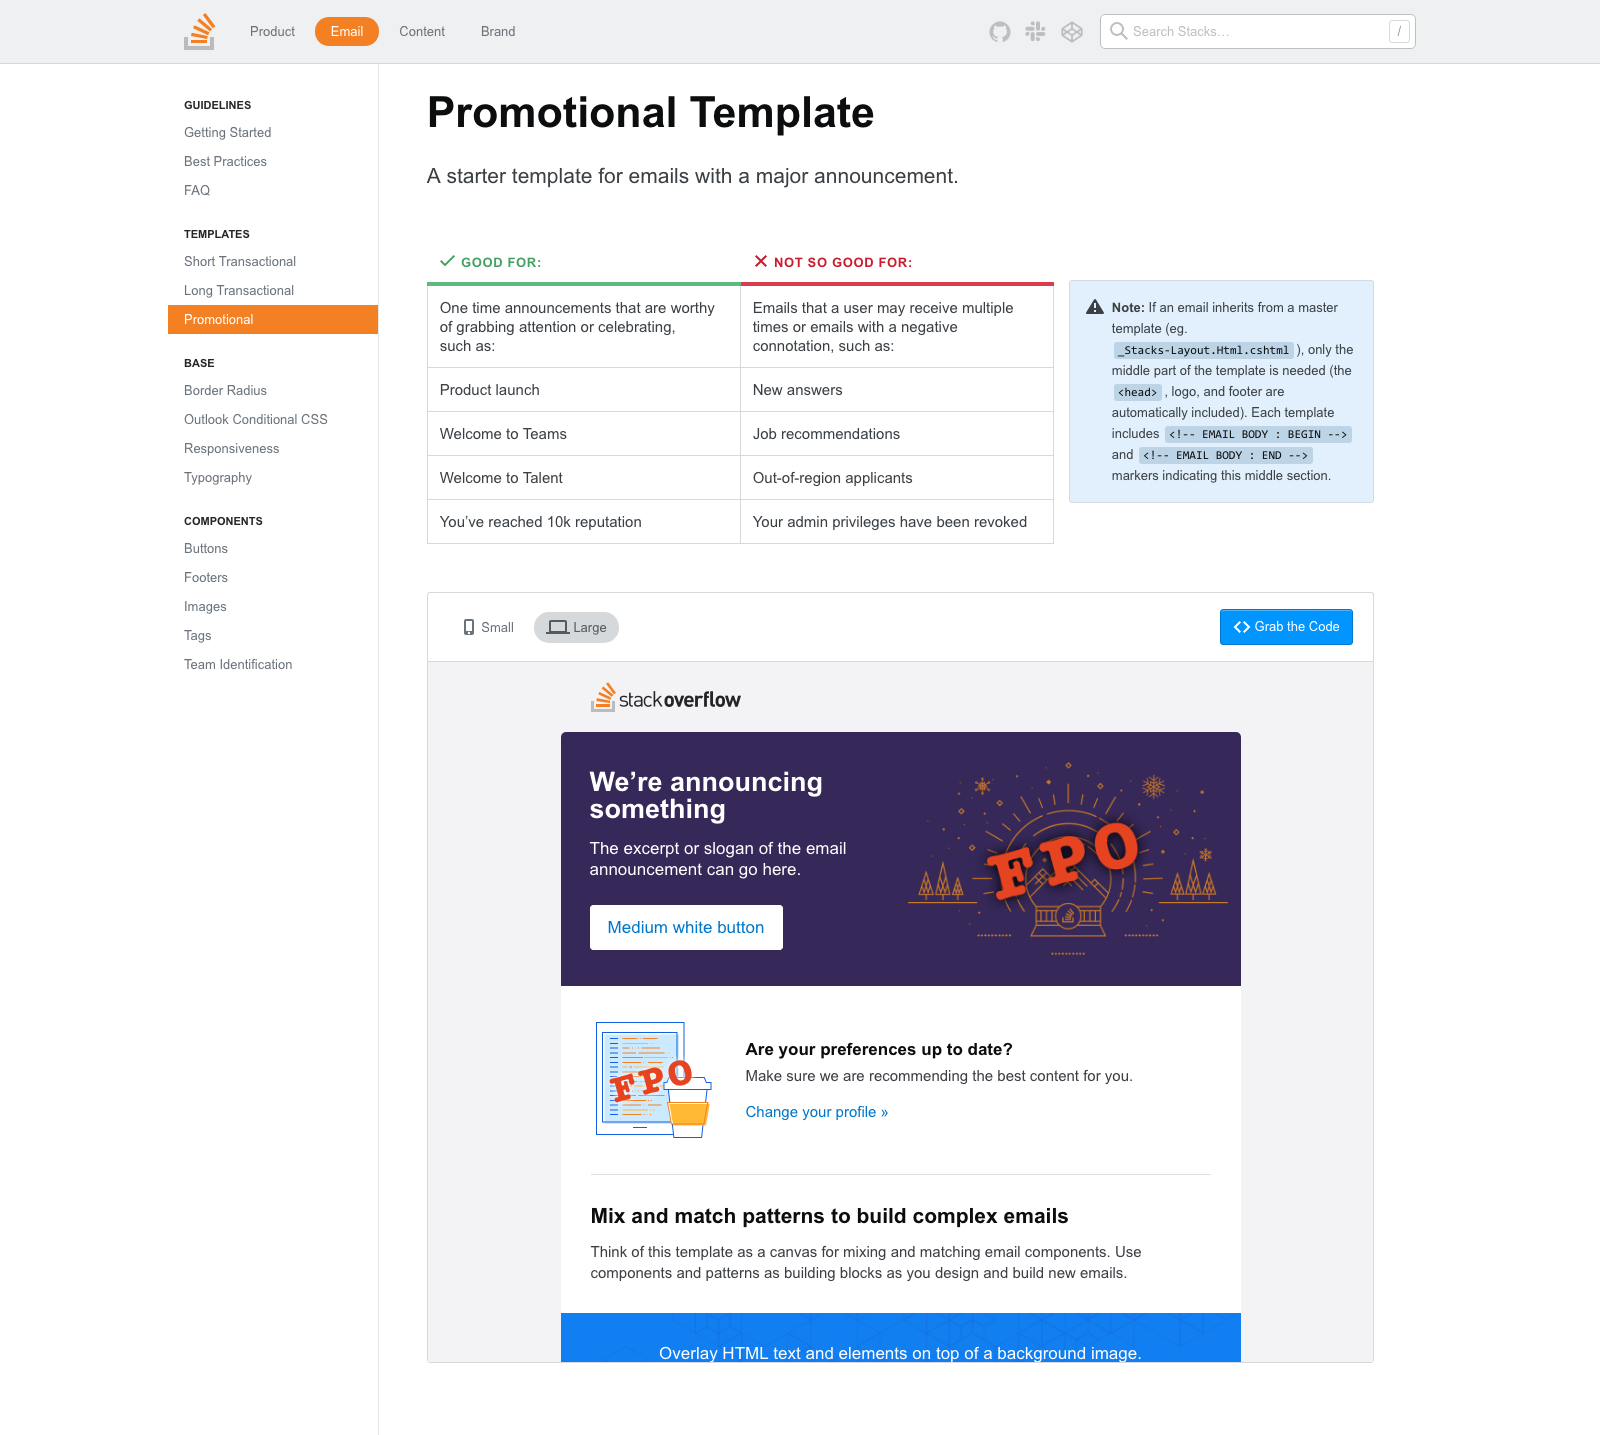 Product Email Content Brand Search Stacks... /
GUIDELINES
Getting Started
Best Practices
FAQ
TEMPLATES
Short Transactional
Long Transactional
Promotional
BASE
Border Radius
Outlook Conditional CSS
Responsiveness
Typography
COMPONENTS
Buttons
Footers
Images
Tags
Team Identification
Promotional Template
A starter template for emails with a major announcement.
GOOD FOR:
NOT SO GOOD FOR:
One time announcements that are worthy
of grabbing attention or celebrating,
such as:
Emails that a user may receive multiple
times or emails with a negative
connotation, such as:
Product launch
New answers
Welcome to Teams
Job recommendations
Welcome to Talent
Out-of-region applicants
You’ve reached 10k reputation
Your admin privileges have been revoked
Note: If an email inherits from a master
template (eg.
_Stacks-Layout.Html.cshtml ), only the
middle part of the template is needed (the
<head> , logo, and footer are
automatically included). Each template
includes <!-- EMAIL BODY : BEGIN -->
and <!-- EMAIL BODY : END -->
markers indicating this middle section.
Small
Large
Grab the Code
stackoverflow
We’re announcing
something
The excerpt or slogan of the email
announcement can go here.
Medium white button
FPO
FPO
Are your preferences up to date?
Make sure we are recommending the best content for you.
Change your profile »
Mix and match patterns to build complex emails
Think of this template as a canvas for mixing and matching email components. Use
components and patterns as building blocks as you design and build new emails.
Overlay HTML text and elements on top of a background image.